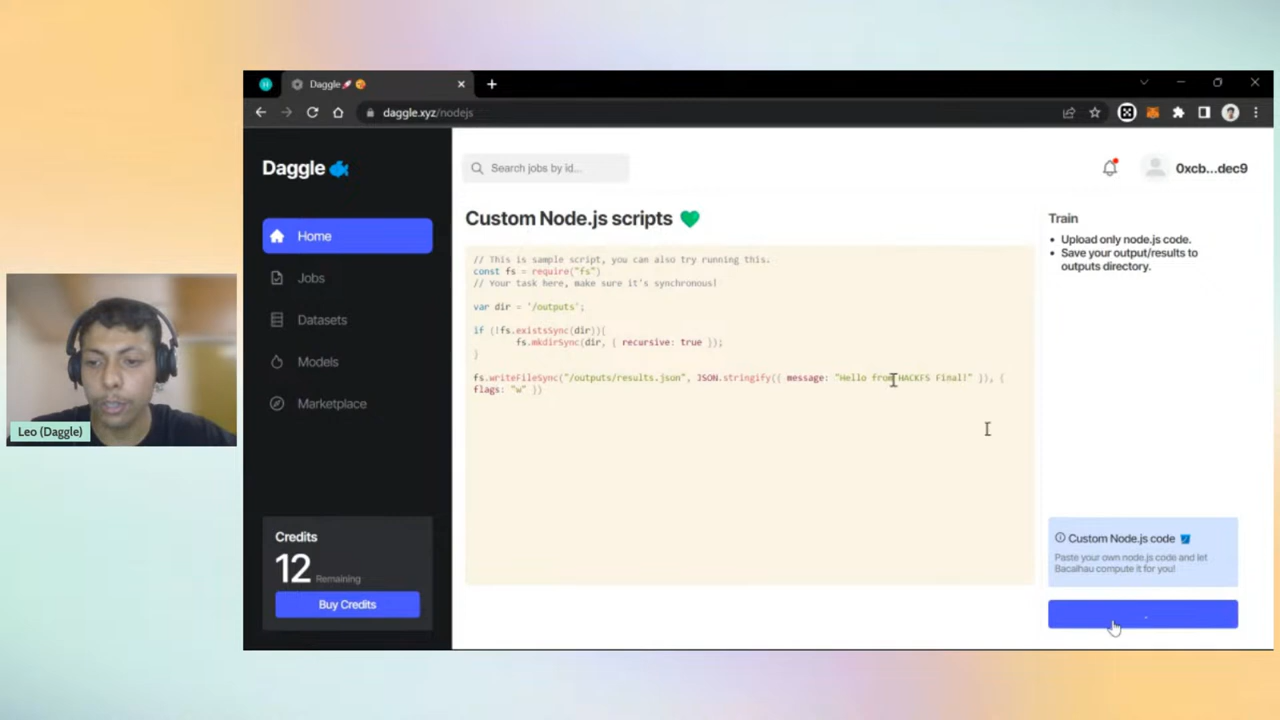 Daggle🚀 😘
daggle.xyz/nodejs
Daggle
Search jobs by id...
0xcb...dec9
Home
Jobs
Datasets
Models
Marketplace
Credits
12 Remaining
Buy Credits
Custom Node.js scripts 💚
// This is sample script, you can also try running this.
const fs = require("fs")
// Your task here, make sure it's synchronous!
var dir = '/outputs';
if (!fs.existsSync(dir)){
fs.mkdirSync(dir, { recursive: true });
}
fs.writeFileSync("/outputs/results.json", JSON.stringify({ message: "Hello from HACKFS Final!" }), {
flags: "w" })
Train
• Upload only node.js code.
• Save your output/results to
outputs directory.
Custom Node.js code
Paste your own node.js code and let
Bacalhau compute it for you!
Leo (Daggle)